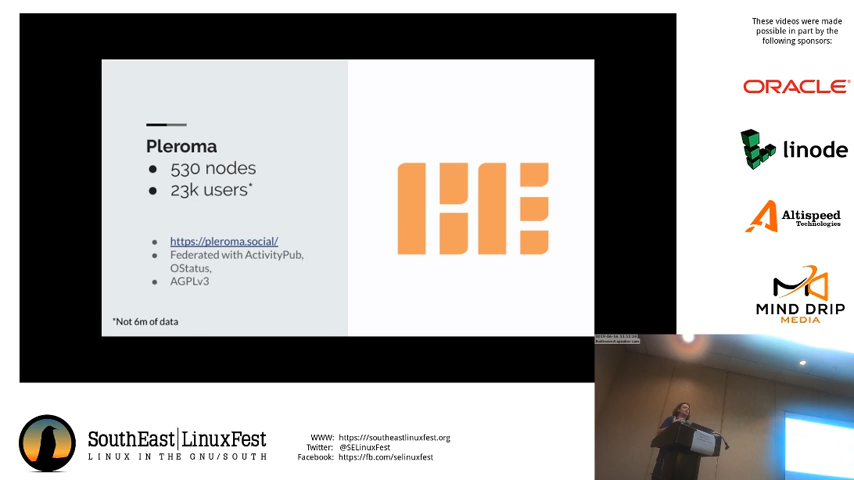 These videos were made
possible in part by the
following sponsors:
ORACLE
linode
Altispeed
Technologies
MIND DRIP
MEDIA
Pleroma
530 nodes
23k users*
https://pleroma.social/
Federated with ActivityPub,
OStatus,
AGPLv3
*Not 6m of data
SouthEast|LinuxFest
LINUX IN THE GNU/SOUTH
WWW: https:///southeastlinuxfest.org
Twitter: @SELinuxFest
Facebook: https://fb.com/selinuxfest